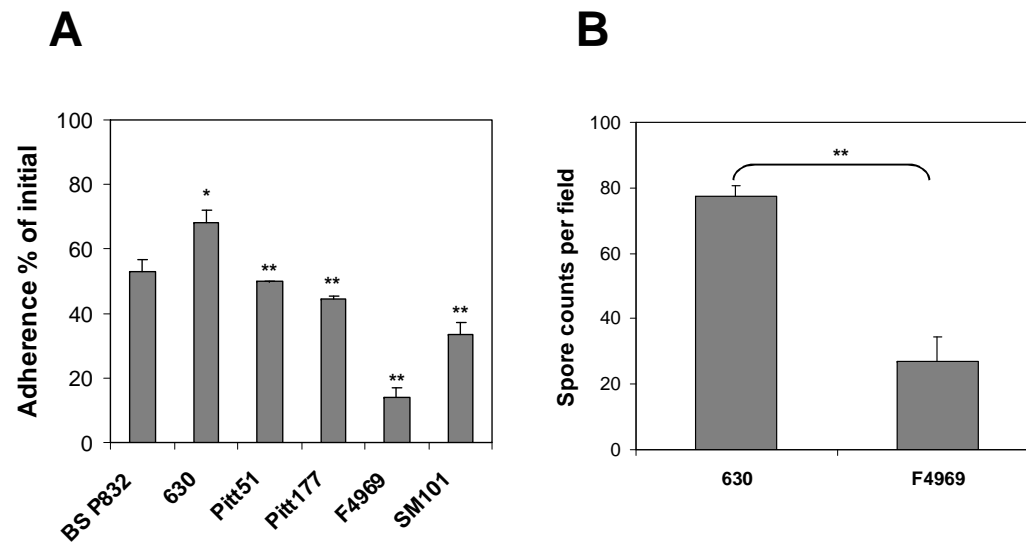 A
Adherence % of initial
100
80
60
40
20
0
*
**
**
**
**
BS P832
630
Pitt51
Pitt177
F4969
SM101
B
Spore counts per field
100
80
60
40
20
0
**
630
F4969